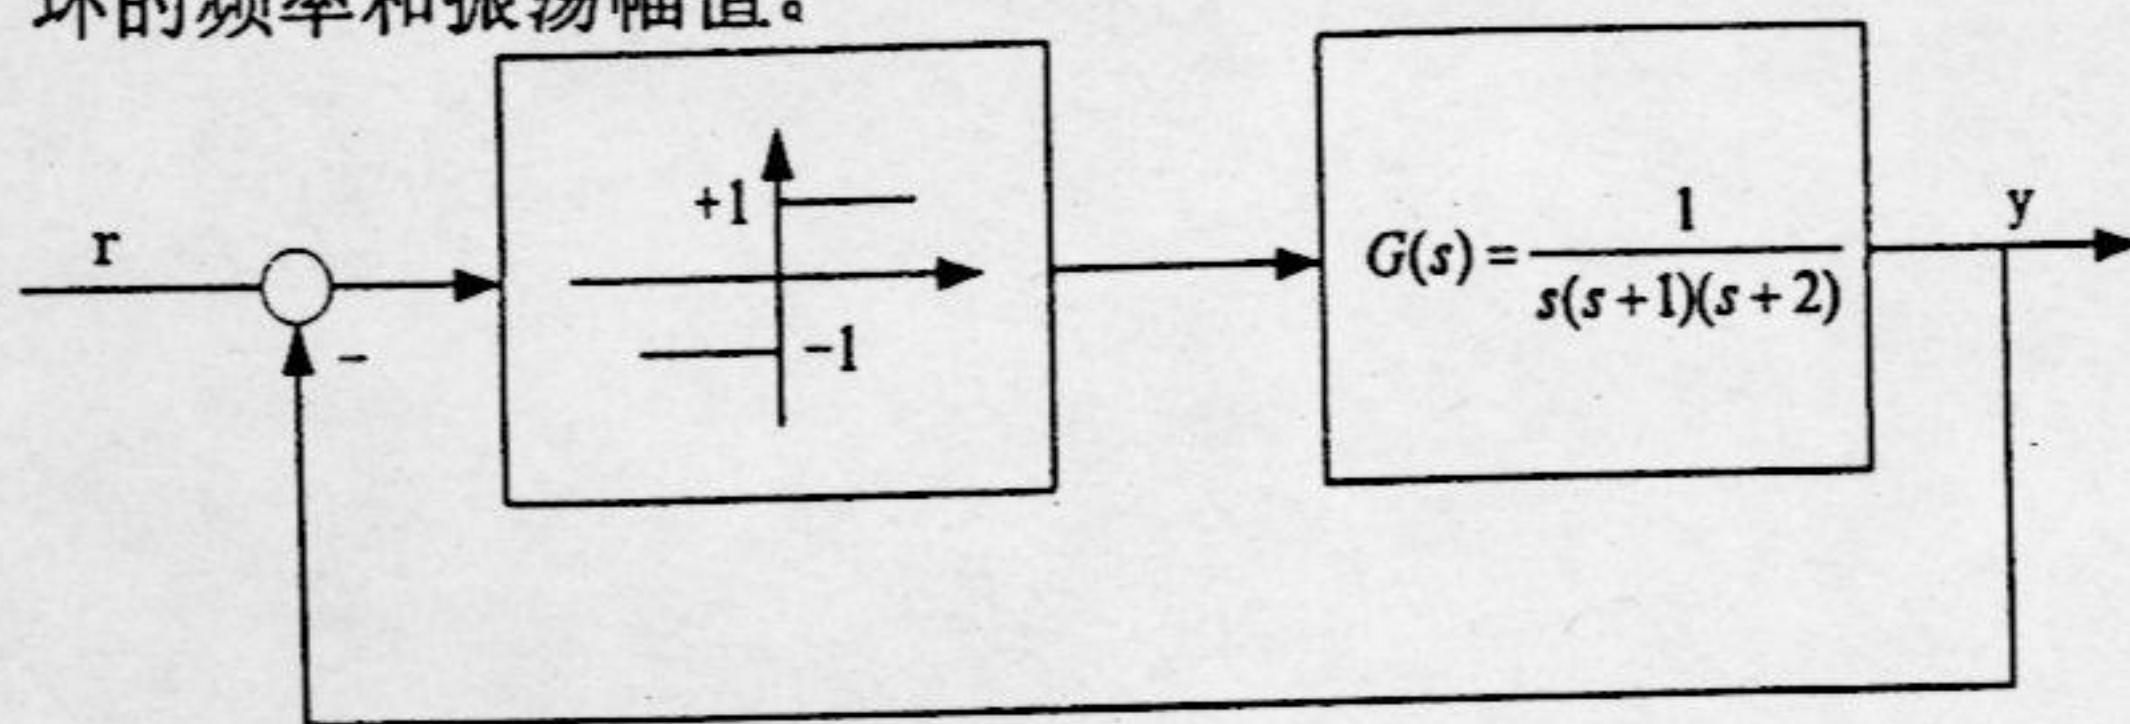 环的频率和振荡幅值。
+1
-1
r
-
G(s) = 1 / s(s+1)(s+2)
y